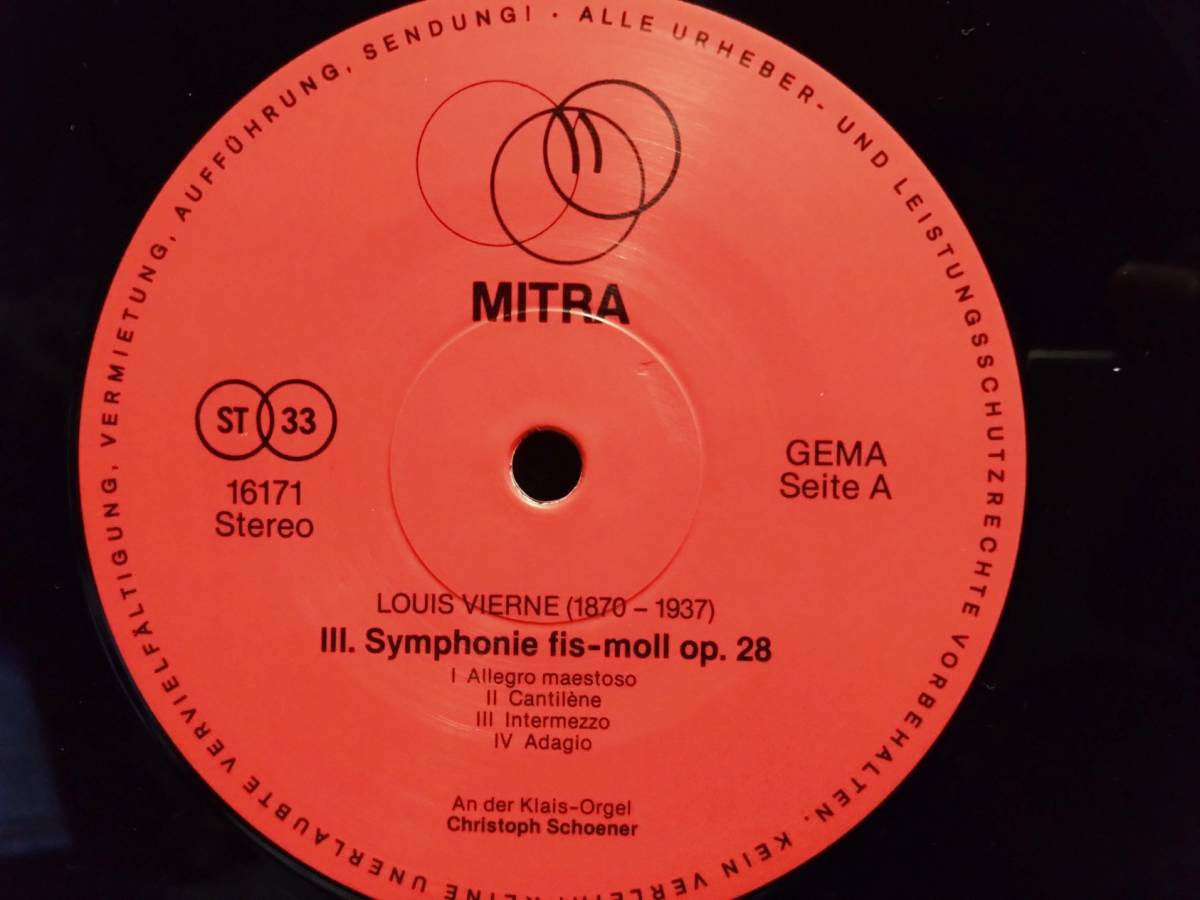 ALLE URHEBER- UND LEISTUNGSSCHUTZRECHTE VORBEHALTEN. KEIN VERLEIH, KEINE UNERLAUBTE VERVIELFÄLTIGUNG, VERMIETUNG, AUFFÜHRUNG, SENDUNG! ·
MITRA
ST 33
16171
Stereo
GEMA
Seite A
LOUIS VIERNE (1870 – 1937)
III. Symphonie fis-moll op. 28
I Allegro maestoso
II Cantilène
III Intermezzo
IV Adagio
An der Klais-Orgel
Christoph Schoener